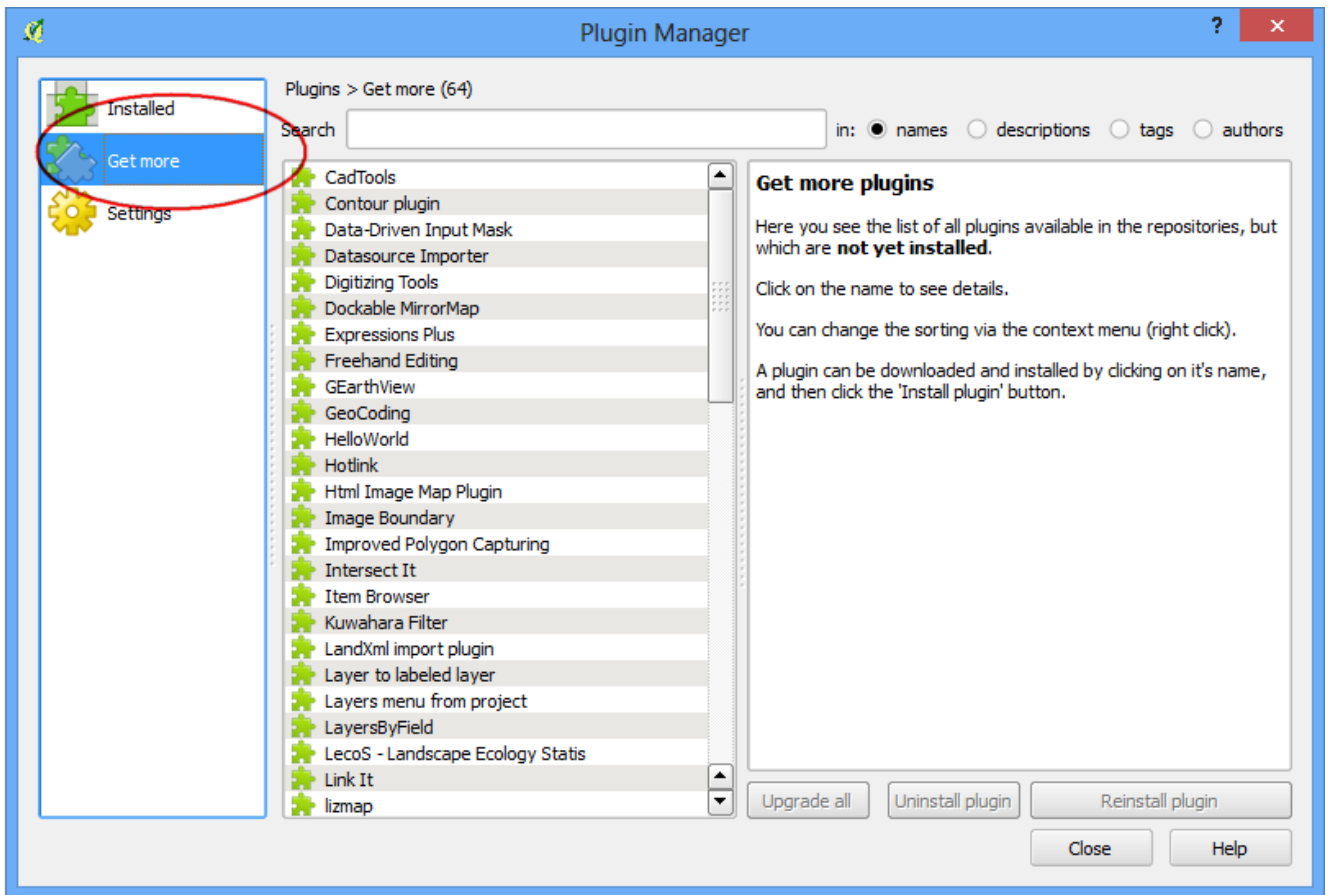 Plugin Manager
?
Installed
Get more
Settings
Plugins > Get more (64)
Search
in: names descriptions tags authors
CadTools
Contour plugin
Data-Driven Input Mask
Datasource Importer
Digitizing Tools
Dockable MirrorMap
Expressions Plus
Freehand Editing
GEarthView
GeoCoding
HelloWorld
Hotlink
Html Image Map Plugin
Image Boundary
Improved Polygon Capturing
Intersect It
Item Browser
Kuwahara Filter
LandXml import plugin
Layer to labeled layer
Layers menu from project
LayersByField
LecoS - Landscape Ecology Statis
Link It
lizmap
Get more plugins
Here you see the list of all plugins available in the repositories, but
which are not yet installed.
Click on the name to see details.
You can change the sorting via the context menu (right click).
A plugin can be downloaded and installed by clicking on it's name,
and then click the 'Install plugin' button.
Upgrade all Uninstall plugin Reinstall plugin
Close Help